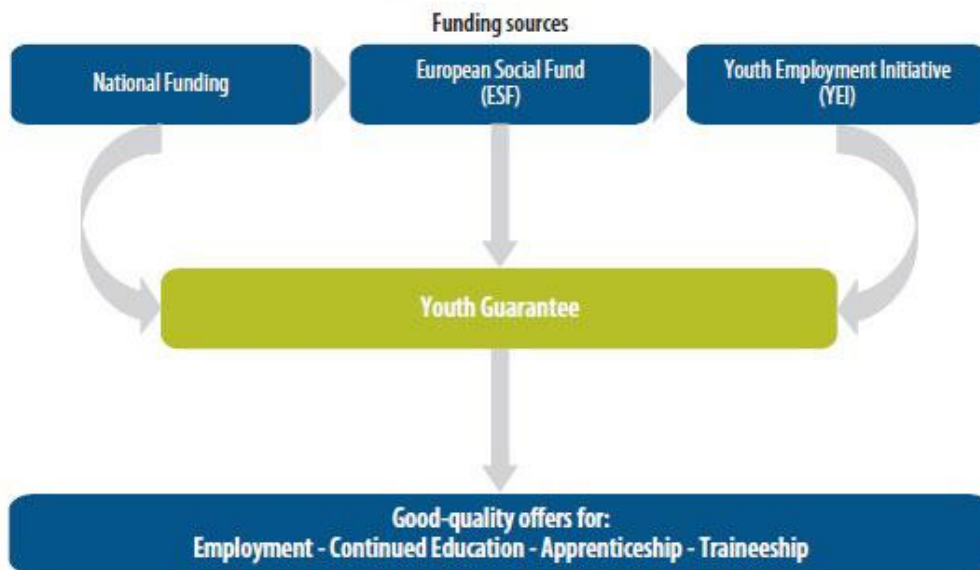 Funding sources
National Funding
European Social Fund
(ESF)
Youth Employment Initiative
(YEI)
Youth Guarantee
Good-quality offers for:
Employment - Continued Education - Apprenticeship - Traineeship